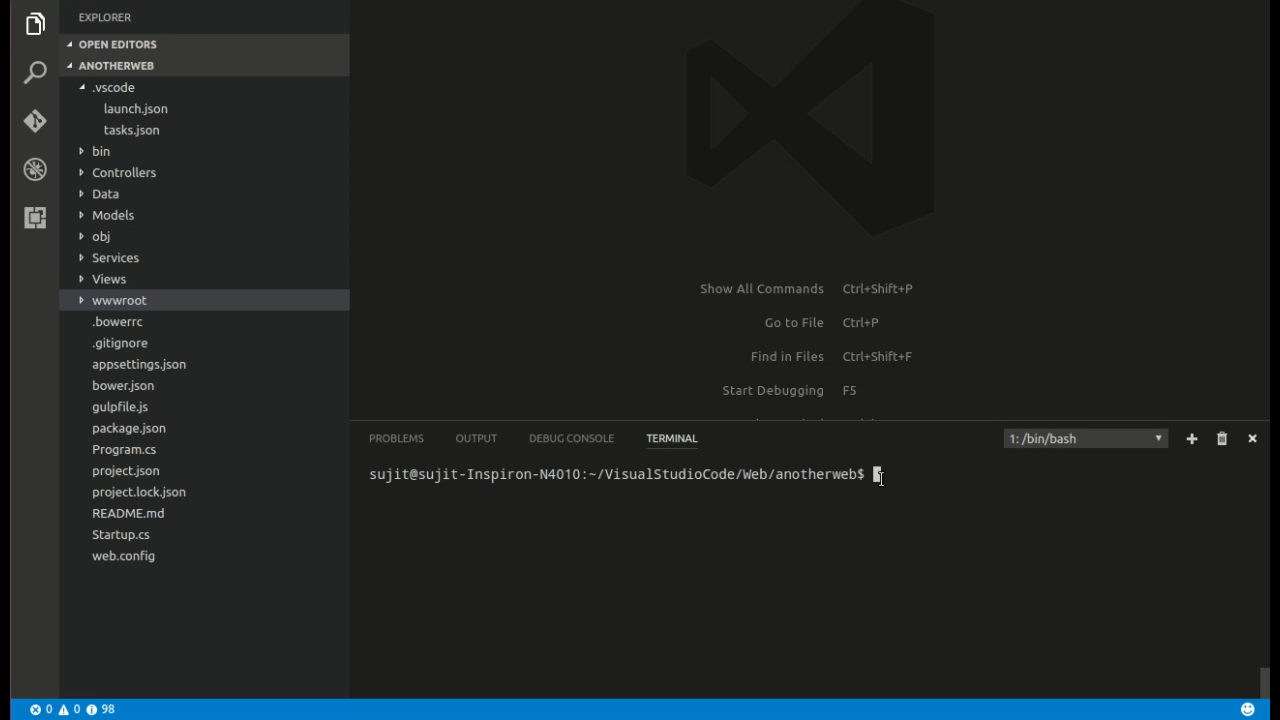 EXPLORER
OPEN EDITORS
ANOTHERWEB
.vscode
launch.json
tasks.json
bin
Controllers
Data
Models
obj
Services
Views
wwwroot
.bowerrc
.gitignore
appsettings.json
bower.json
gulpfile.js
package.json
Program.cs
project.json
project.lock.json
README.md
Startup.cs
web.config
Show All Commands Ctrl+Shift+P
Go to File Ctrl+P
Find in Files Ctrl+Shift+F
Start Debugging F5
PROBLEMS OUTPUT DEBUG CONSOLE TERMINAL 1: /bin/bash
sujit@sujit-Inspiron-N4010:~/VisualStudioCode/Web/anotherweb$
0 0 98